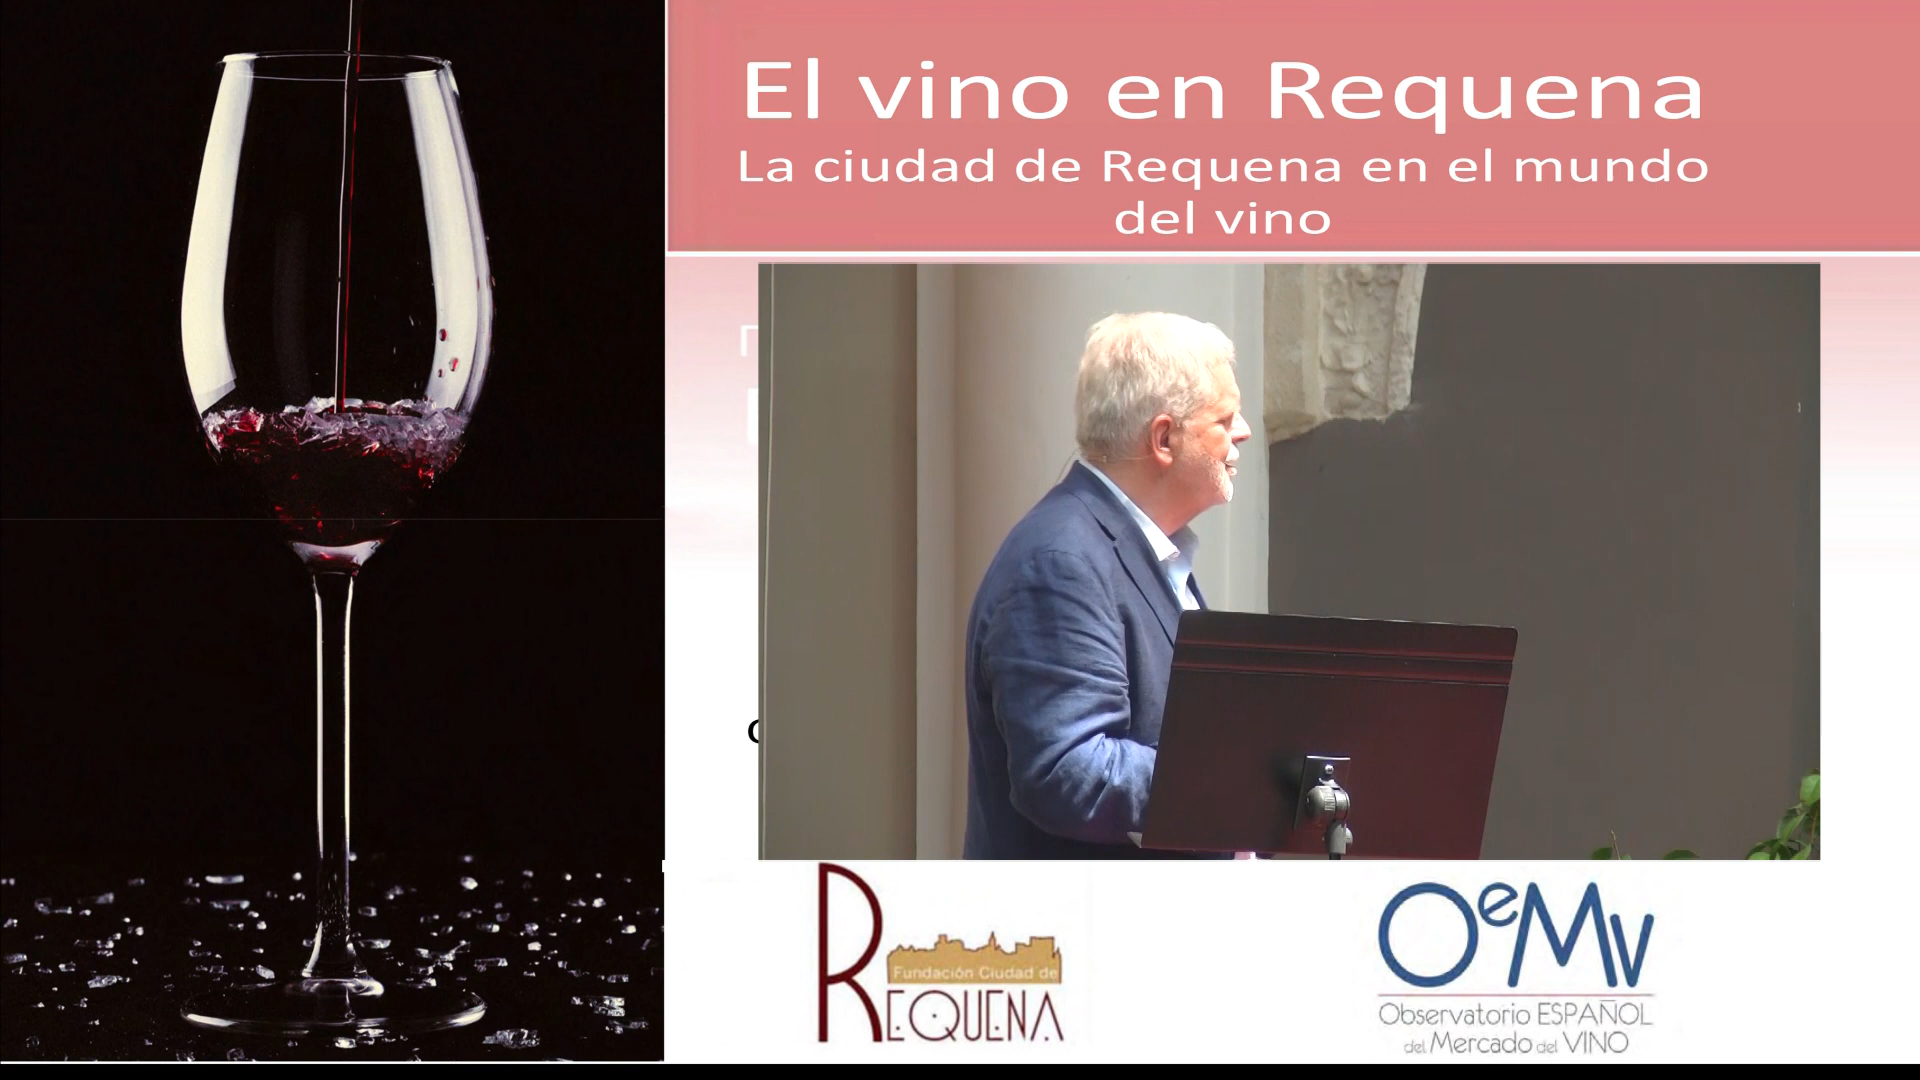 El vino en Requena
La ciudad de Requena en el mundo
del vino
Fundación Ciudad de
REQUENA
OeMv
Observatorio ESPAÑOL
del Mercado del VINO